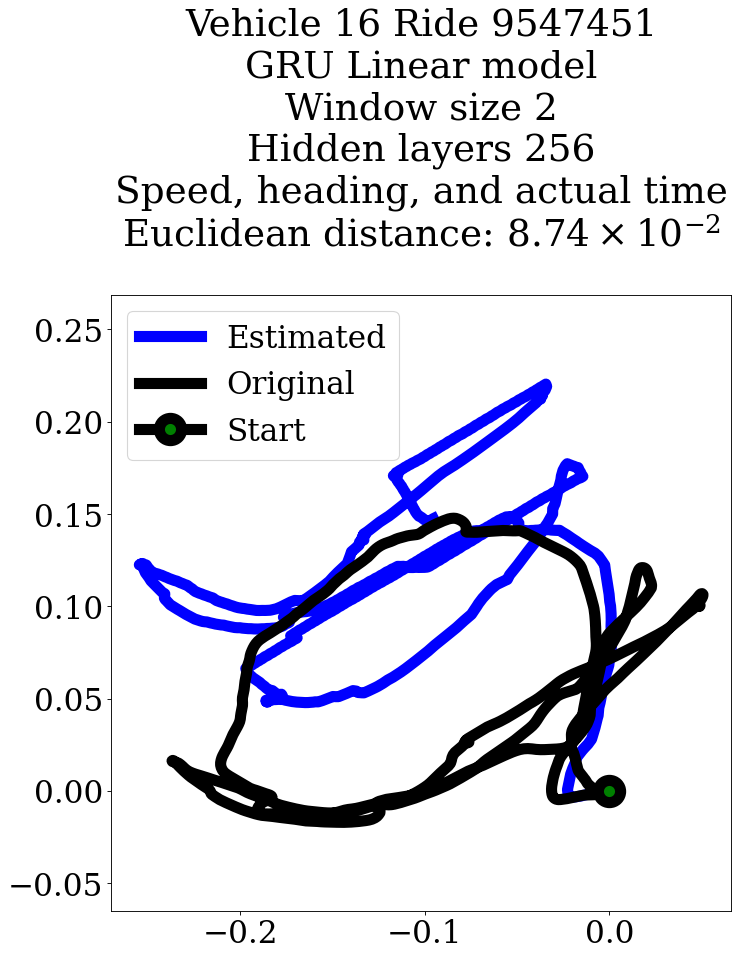 Vehicle 16 Ride 9547451
GRU Linear model
Window size 2
Hidden layers 256
Speed, heading, and actual time
Euclidean distance: 8.74 × 10⁻²
Estimated
Original
Start
0.25
0.20
0.15
0.10
0.05
0.00
−0.05
−0.2
−0.1
0.0